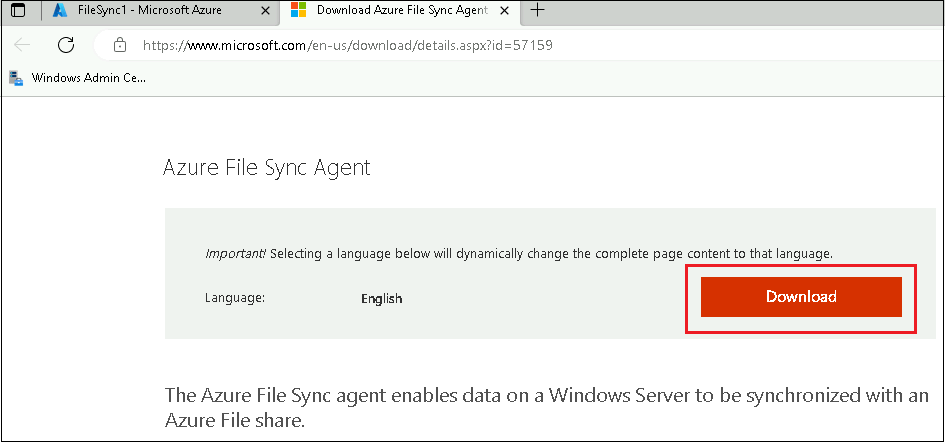 FileSync1 - Microsoft Azure
Download Azure File Sync Agent
https://www.microsoft.com/en-us/download/details.aspx?id=57159
Windows Admin Ce...
Azure File Sync Agent
Important! Selecting a language below will dynamically change the complete page content to that language.
Language:
English
Download
The Azure File Sync agent enables data on a Windows Server to be synchronized with an
Azure File share.